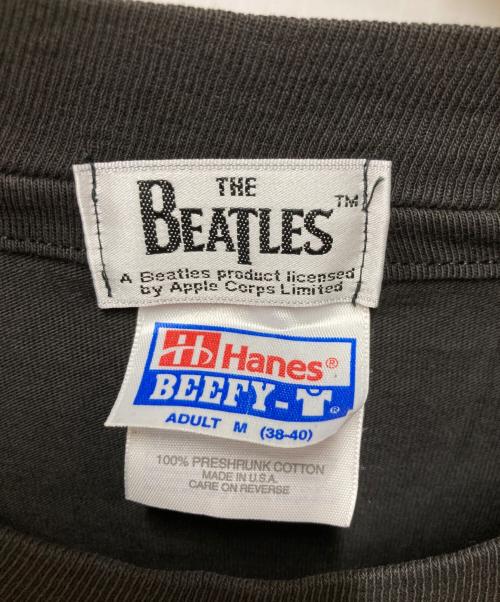 THE
BEATLES™
A Beatles product licensed
by Apple Corps Limited
Hanes®
BEEFY-T®
ADULT M (38-40)
100% PRESHRUNK COTTON
MADE IN U.S.A.
CARE ON REVERSE